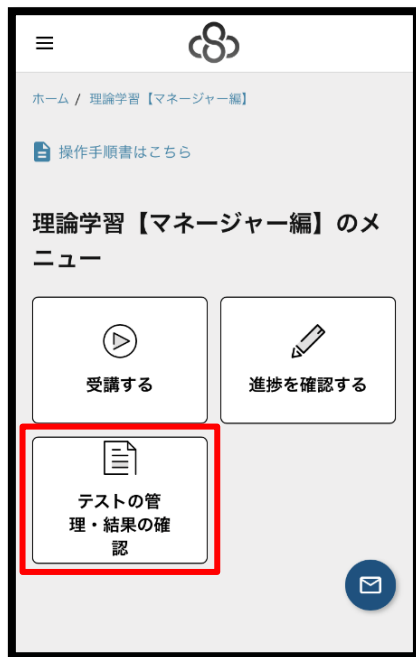 ホーム / 理論学習【マネージャー編】
操作手順書はこちら
理論学習【マネージャー編】のメ
ニュー
受講する
進捗を確認する
テストの管
理・結果の確
認